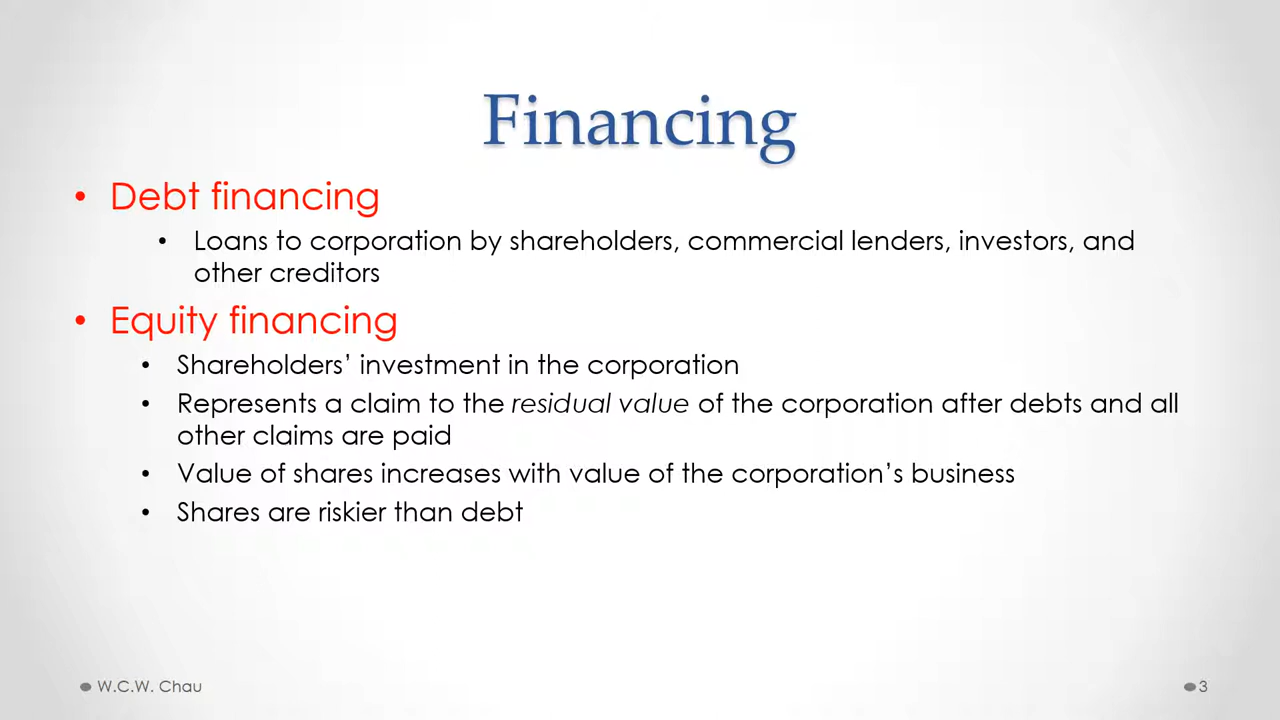 Financing
• Debt financing
• Loans to corporation by shareholders, commercial lenders, investors, and
other creditors
• Equity financing
• Shareholders’ investment in the corporation
• Represents a claim to the residual value of the corporation after debts and all
other claims are paid
• Value of shares increases with value of the corporation’s business
• Shares are riskier than debt
W.C.W. Chau
3